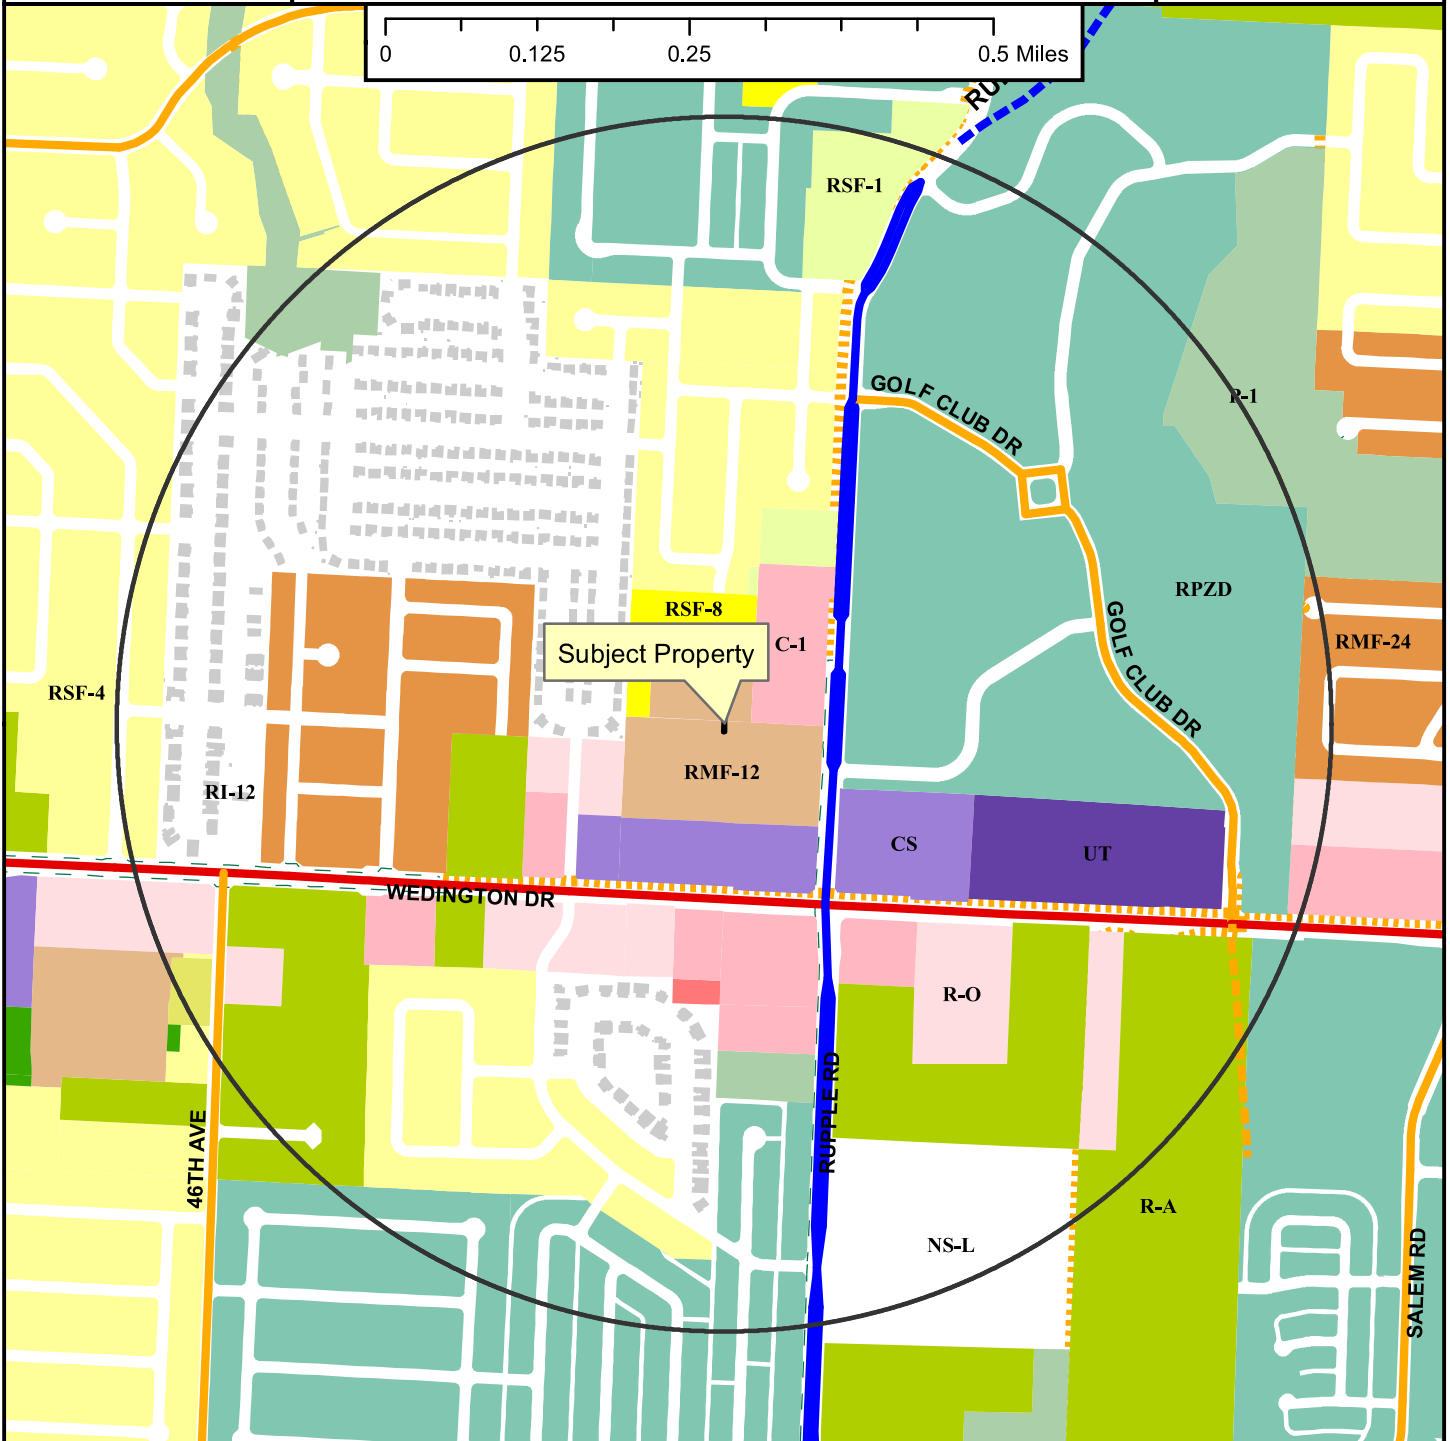 0 0.125 0.25 0.5 Miles
RSF-1
GOLF CLUB DR
P-1
RPZD
RSF-8
C-1
Subject Property
GOLF CLUB DR
RMF-24
RSF-4
RMF-12
RI-12
CS
UT
WEDINGTON DR
R-O
RUPPLE RD
46TH AVE
R-A
NS-L
SALEM RD